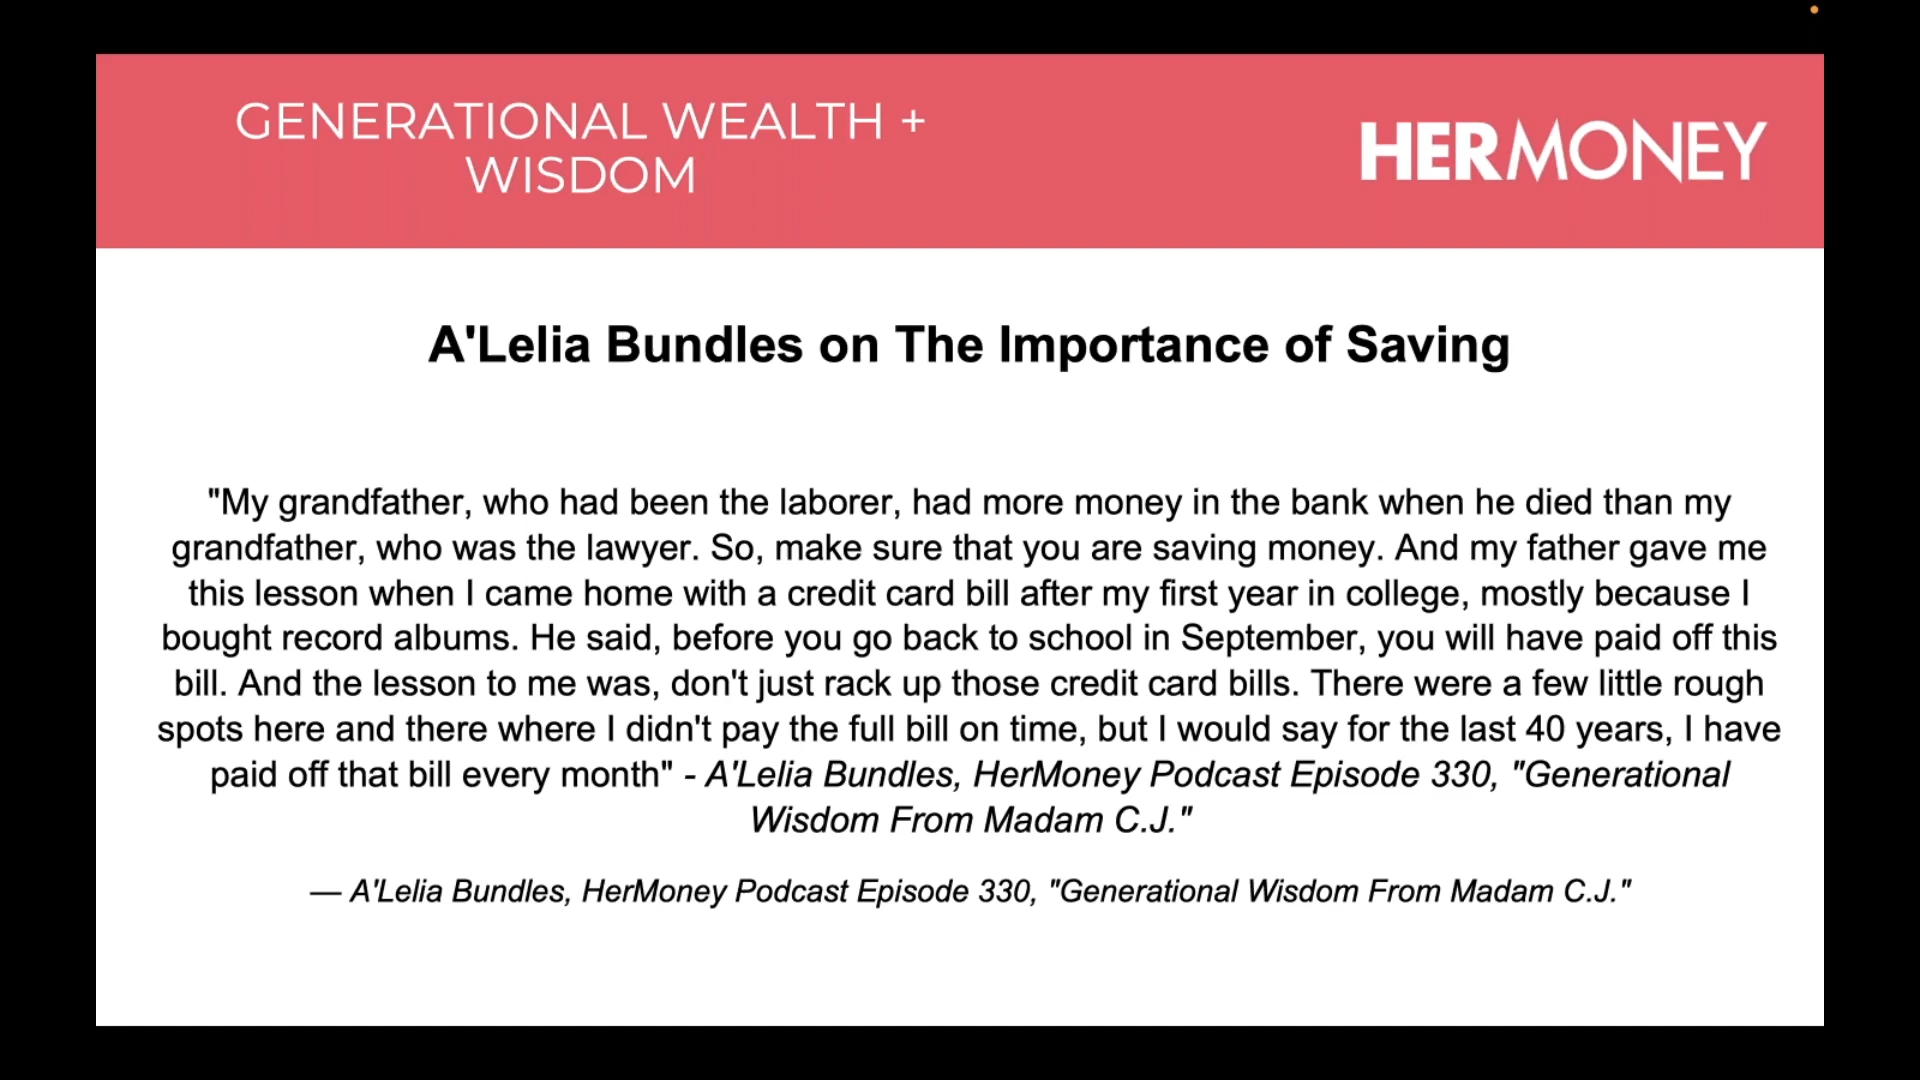 GENERATIONAL WEALTH +
WISDOM
HERMONEY
A'Lelia Bundles on The Importance of Saving
"My grandfather, who had been the laborer, had more money in the bank when he died than my
grandfather, who was the lawyer. So, make sure that you are saving money. And my father gave me
this lesson when I came home with a credit card bill after my first year in college, mostly because I
bought record albums. He said, before you go back to school in September, you will have paid off this
bill. And the lesson to me was, don't just rack up those credit card bills. There were a few little rough
spots here and there where I didn't pay the full bill on time, but I would say for the last 40 years, I have
paid off that bill every month" - A'Lelia Bundles, HerMoney Podcast Episode 330, "Generational
Wisdom From Madam C.J."
— A'Lelia Bundles, HerMoney Podcast Episode 330, "Generational Wisdom From Madam C.J."